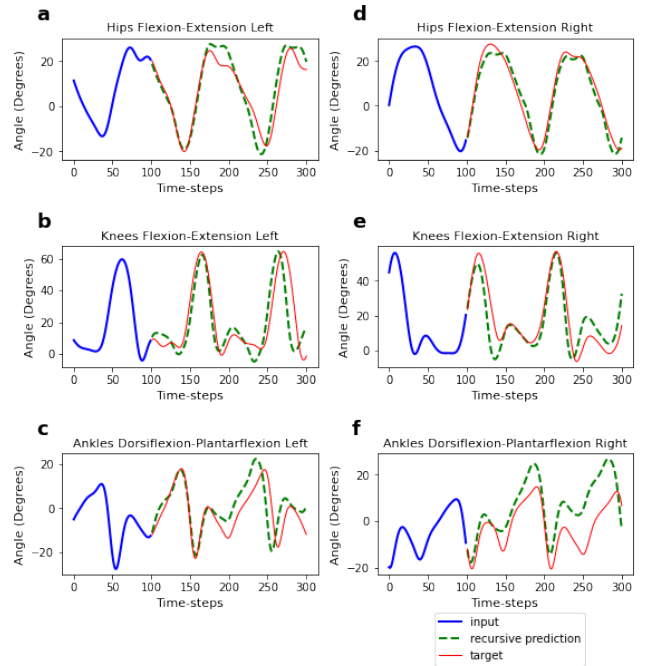 a
Hips Flexion-Extension Left
Angle (Degrees)
20
0
−20
0 50 100 150 200 250 300
Time-steps
d
Hips Flexion-Extension Right
Angle (Degrees)
20
0
−20
0 50 100 150 200 250 300
Time-steps
b
Knees Flexion-Extension Left
Angle (Degrees)
60
40
20
0
0 50 100 150 200 250 300
Time-steps
e
Knees Flexion-Extension Right
Angle (Degrees)
40
20
0
0 50 100 150 200 250 300
Time-steps
c
Ankles Dorsiflexion-Plantarflexion Left
Angle (Degrees)
20
0
−20
0 50 100 150 200 250 300
Time-steps
f
Ankles Dorsiflexion-Plantarflexion Right
Angle (Degrees)
20
0
−20
0 50 100 150 200 250 300
Time-steps
input
recursive prediction
target